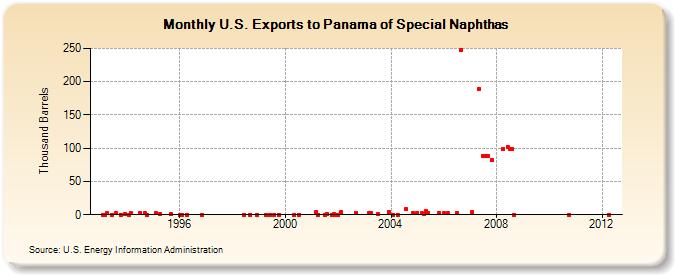 Monthly U.S. Exports to Panama of Special Naphthas
Thousand Barrels
250
200
150
100
50
0
1996 2000 2004 2008 2012
Source: U.S. Energy Information Administration